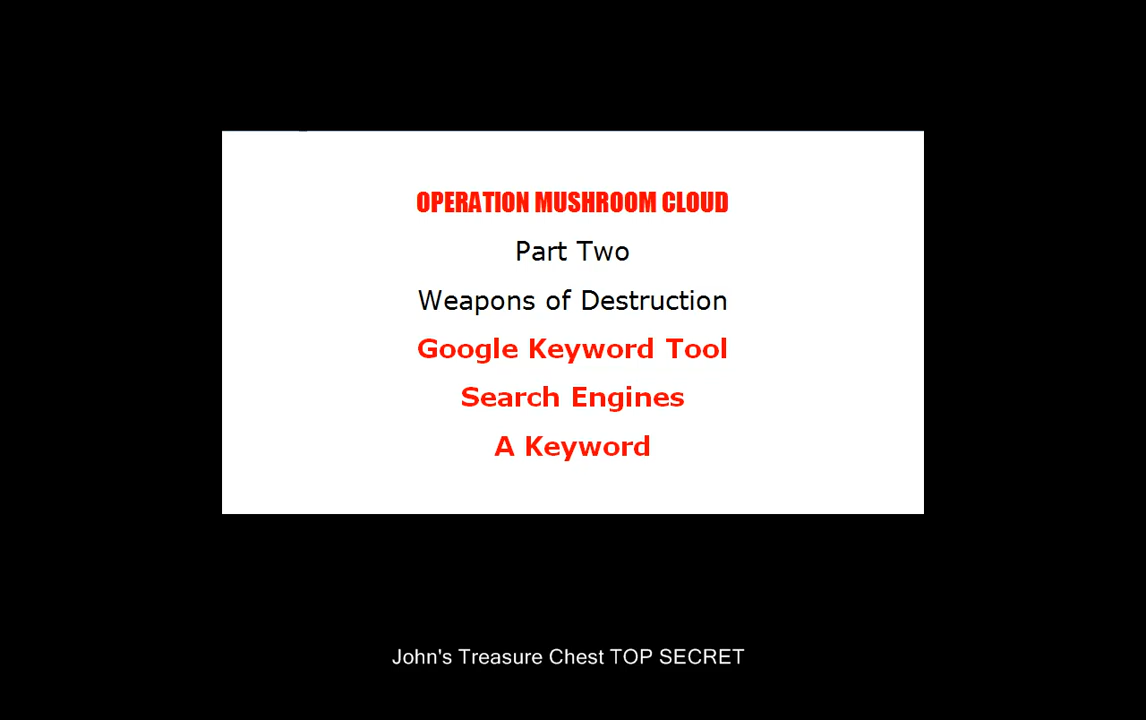 OPERATION MUSHROOM CLOUD
Part Two
Weapons of Destruction
Google Keyword Tool
Search Engines
A Keyword
John's Treasure Chest TOP SECRET